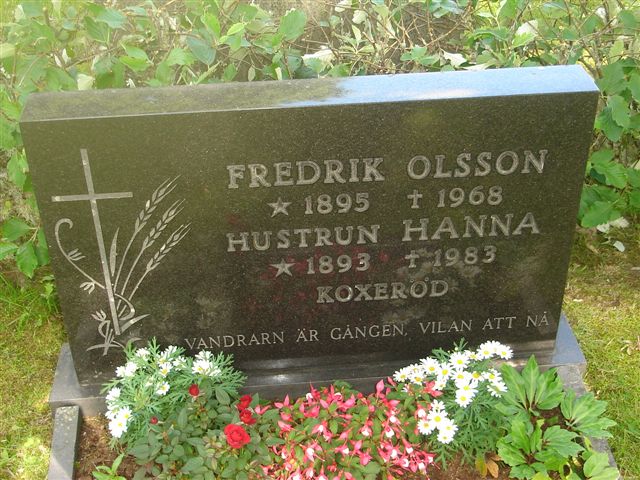 FREDRIK OLSSON
★ 1895 † 1968
HUSTRUN HANNA
★ 1893 † 1983
KOXERÖD
VANDRARN ÄR GÅNGEN, VILAN ATT NÅ